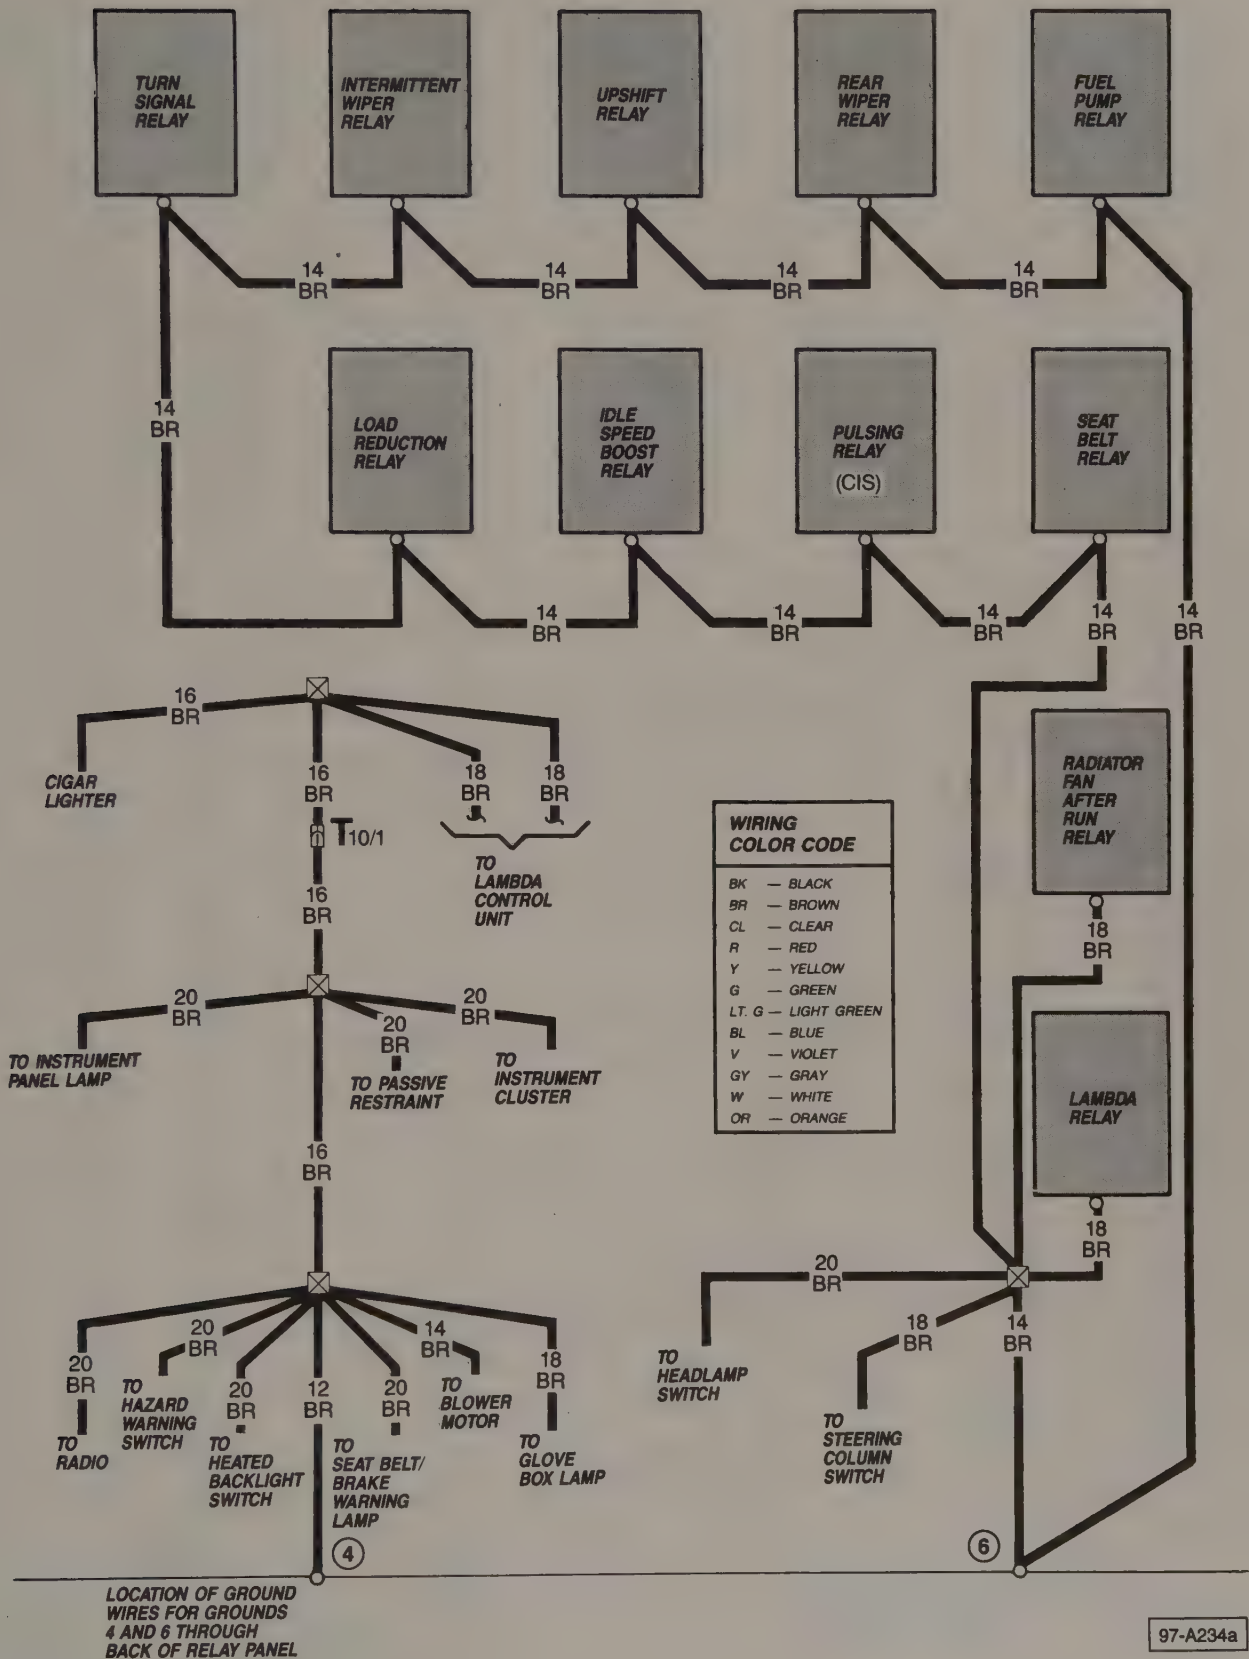 TURN
SIGNAL
RELAY
INTERMITTENT
WIPER
RELAY
UPSHIFT
RELAY
REAR
WIPER
RELAY
FUEL
PUMP
RELAY
14
BR
14
BR
14
BR
14
BR
14
BR
LOAD
REDUCTION
RELAY
IDLE
SPEED
BOOST
RELAY
PULSING
RELAY
(CIS)
SEAT
BELT
RELAY
14
BR
14
BR
14
BR
14
BR
14
BR
16
BR
CIGAR
LIGHTER
16
BR
18
BR
18
BR
T10/1
TO
LAMBDA
CONTROL
UNIT
16
BR
WIRING
COLOR CODE
BK — BLACK
BR — BROWN
CL — CLEAR
R — RED
Y — YELLOW
G — GREEN
LT. G — LIGHT GREEN
BL — BLUE
V — VIOLET
GY — GRAY
W — WHITE
OR — ORANGE
RADIATOR
FAN
AFTER
RUN
RELAY
18
BR
20
BR
20
BR
20
BR
TO INSTRUMENT
PANEL LAMP
TO PASSIVE
RESTRAINT
TO
INSTRUMENT
CLUSTER
LAMBDA
RELAY
16
BR
18
BR
20
BR
18
BR
14
BR
TO
HEADLAMP
SWITCH
TO
STEERING
COLUMN
SWITCH
20
BR
20
BR
20
BR
12
BR
20
BR
14
BR
18
BR
TO
RADIO
TO
HAZARD
WARNING
SWITCH
TO
HEATED
BACKLIGHT
SWITCH
TO
SEAT BELT/
BRAKE
WARNING
LAMP
TO
BLOWER
MOTOR
TO
GLOVE
BOX LAMP
4
6
LOCATION OF GROUND
WIRES FOR GROUNDS
4 AND 6 THROUGH
BACK OF RELAY PANEL
97-A234a